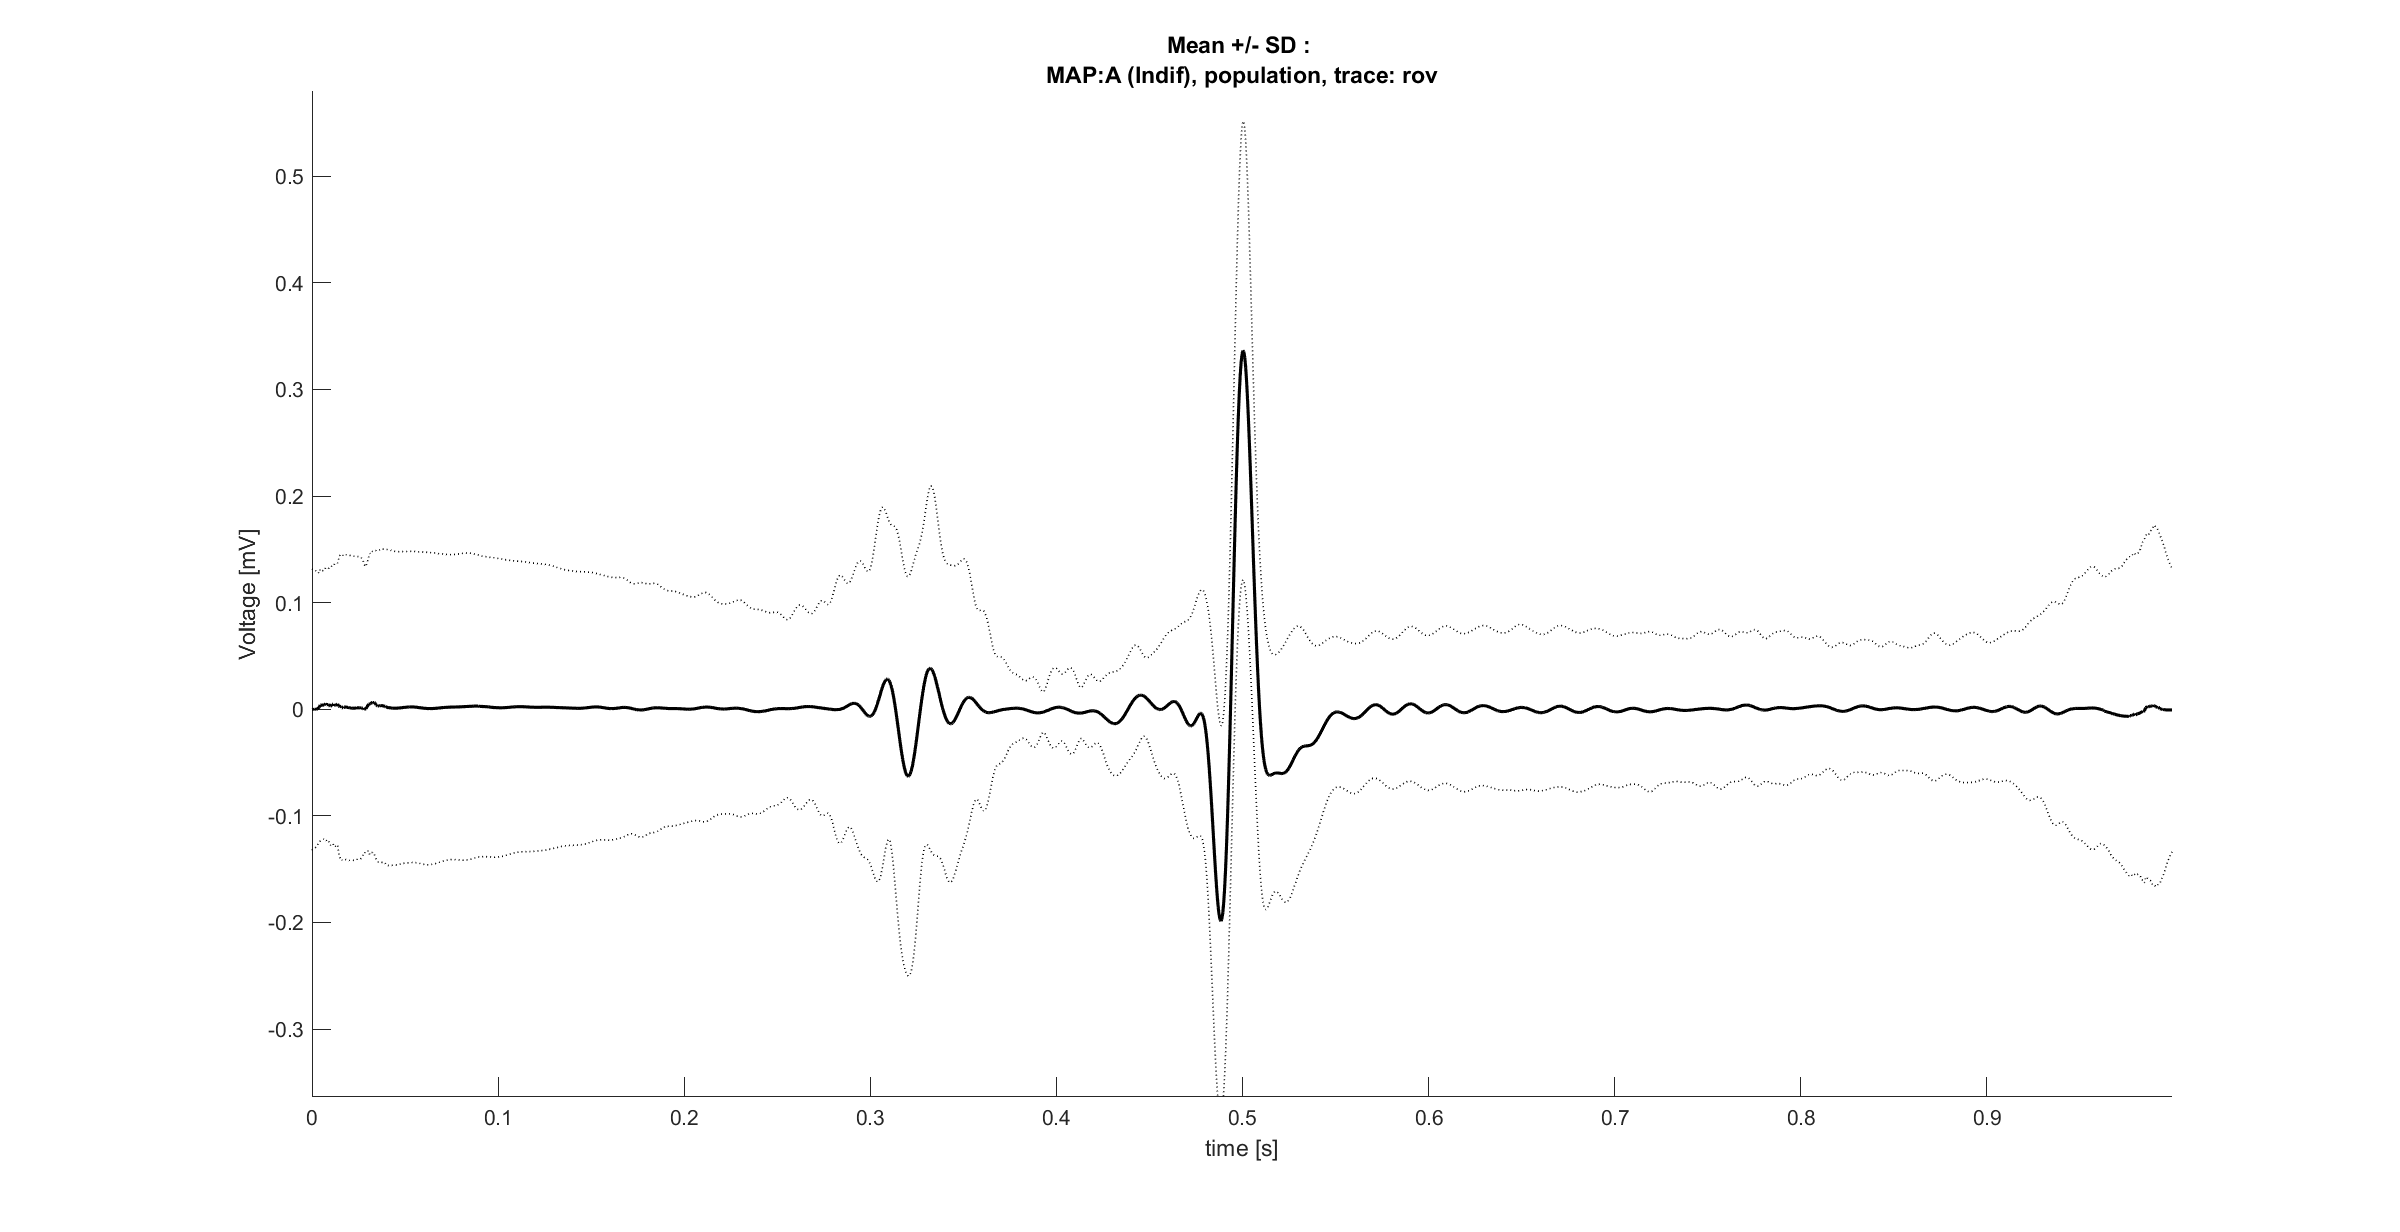 Mean +/- SD :
MAP:A (Indif), population, trace: rov
Voltage [mV]
0.5
0.4
0.3
0.2
0.1
0
-0.1
-0.2
-0.3
0 0.1 0.2 0.3 0.4 0.5 0.6 0.7 0.8 0.9
time [s]